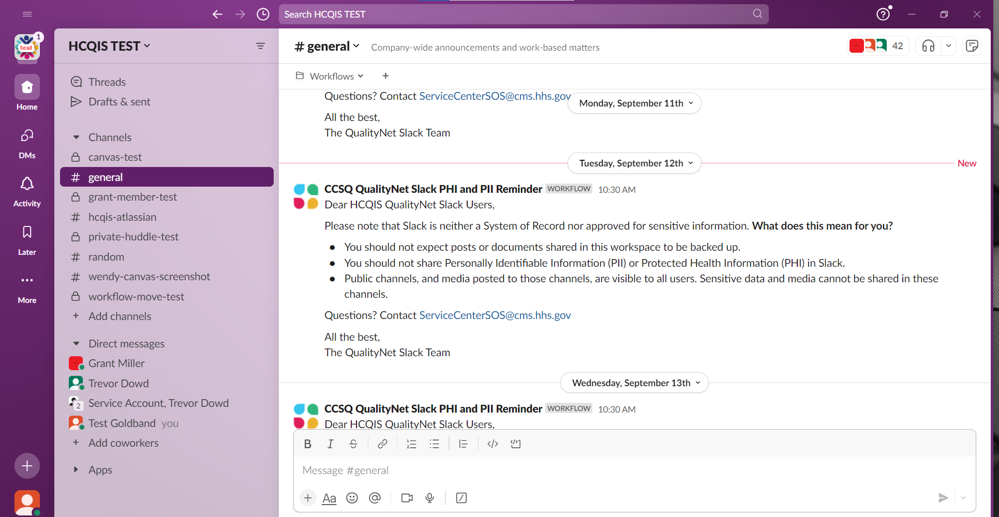 Search HCQIS TEST
test
1
Home
DMs
Activity
Later
More
HCQIS TEST
Threads
Drafts & sent
Channels
canvas-test
# general
grant-member-test
# hcqis-atlassian
private-huddle-test
# random
# wendy-canvas-screenshot
workflow-move-test
+ Add channels
Direct messages
Grant Miller
Trevor Dowd
2 Service Account, Trevor Dowd
Test Goldband you
+ Add coworkers
Apps
# general Company-wide announcements and work-based matters
42
Workflows +
Questions? Contact ServiceCenterSOS@cms.hhs.gov
Monday, September 11th
All the best,
The QualityNet Slack Team
Tuesday, September 12th
New
CCSQ QualityNet Slack PHI and PII Reminder WORKFLOW 10:30 AM
Dear HCQIS QualityNet Slack Users,
Please note that Slack is neither a System of Record nor approved for sensitive information. What does this mean for you?
● You should not expect posts or documents shared in this workspace to be backed up.
● You should not share Personally Identifiable Information (PII) or Protected Health Information (PHI) in Slack.
● Public channels, and media posted to those channels, are visible to all users. Sensitive data and media cannot be shared in these
channels.
Questions? Contact ServiceCenterSOS@cms.hhs.gov
All the best,
The QualityNet Slack Team
Wednesday, September 13th
CCSQ QualityNet Slack PHI and PII Reminder WORKFLOW 10:30 AM
Dear HCQIS QualityNet Slack Users,
B I S
Message #general
+ Aa @